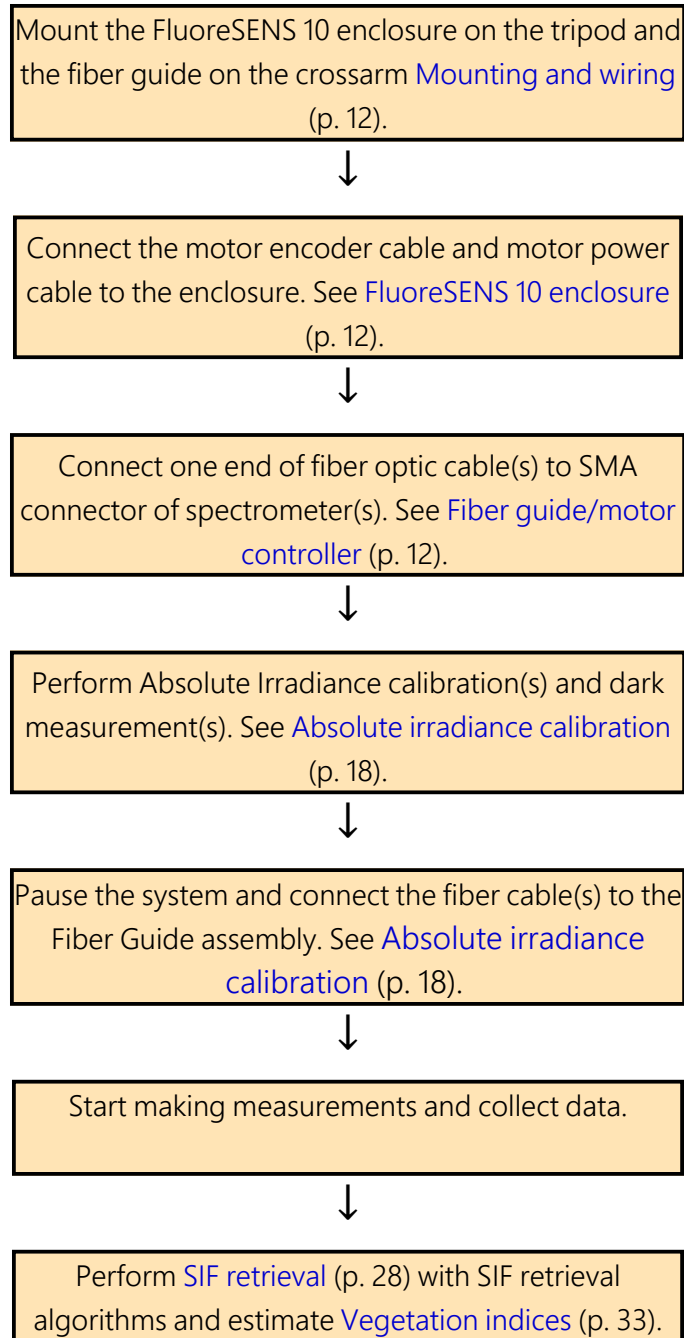 Mount the FluoreSENS 10 enclosure on the tripod and
the fiber guide on the crossarm Mounting and wiring
(p. 12).
↓
Connect the motor encoder cable and motor power
cable to the enclosure. See FluoreSENS 10 enclosure
(p. 12).
↓
Connect one end of fiber optic cable(s) to SMA
connector of spectrometer(s). See Fiber guide/motor
controller (p. 12).
↓
Perform Absolute Irradiance calibration(s) and dark
measurement(s). See Absolute irradiance calibration
(p. 18).
↓
Pause the system and connect the fiber cable(s) to the
Fiber Guide assembly. See Absolute irradiance
calibration (p. 18).
↓
Start making measurements and collect data.
↓
Perform SIF retrieval (p. 28) with SIF retrieval
algorithms and estimate Vegetation indices (p. 33).